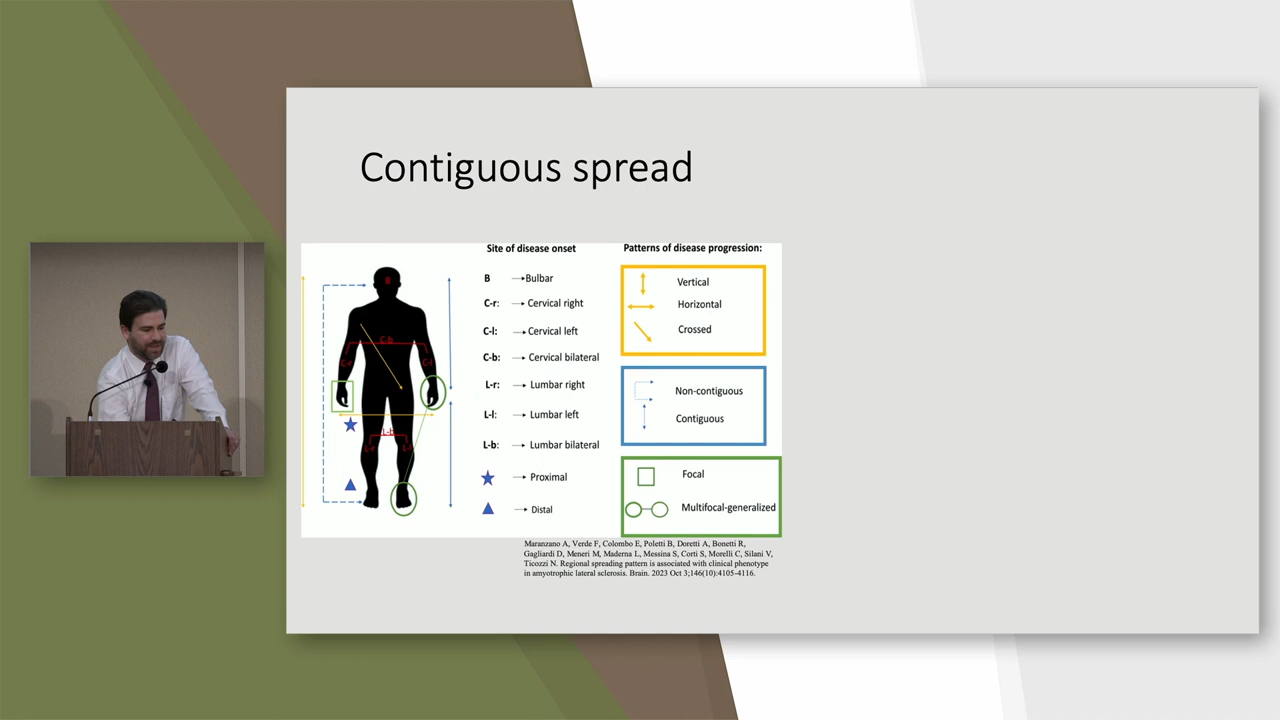 Contiguous spread
Site of disease onset
Patterns of disease progression:
B → Bulbar
C-r: → Cervical right
C-l: → Cervical left
C-b: → Cervical bilateral
L-r: → Lumbar right
L-l: → Lumbar left
L-b: → Lumbar bilateral
→ Proximal
→ Distal
Vertical
Horizontal
Crossed
Non-contiguous
Contiguous
Focal
Multifocal-generalized
B
C-b
C-r
C-l
L-b
L-r
L-l
Maranzano A, Verde F, Colombo E, Poletti B, Doretti A, Bonetti R,
Gagliardi D, Meneri M, Maderna L, Messina S, Corti S, Morelli C, Silani V,
Ticozzi N. Regional spreading pattern is associated with clinical phenotype
in amyotrophic lateral sclerosis. Brain. 2023 Oct 3;146(10):4105-4116.